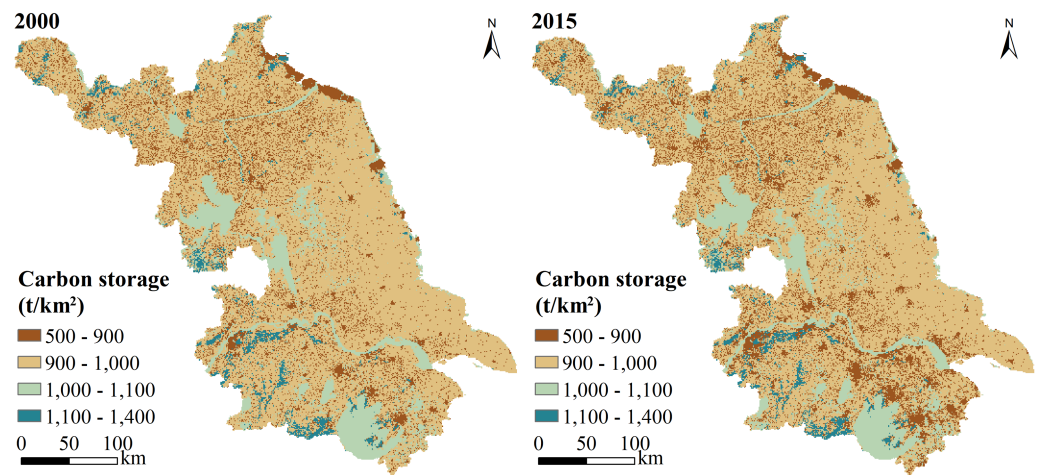 2000
N
Carbon storage
(t/km²)
500 - 900
900 - 1,000
1,000 - 1,100
1,100 - 1,400
0 50 100
km
2015
N
Carbon storage
(t/km²)
500 - 900
900 - 1,000
1,000 - 1,100
1,100 - 1,400
0 50 100
km